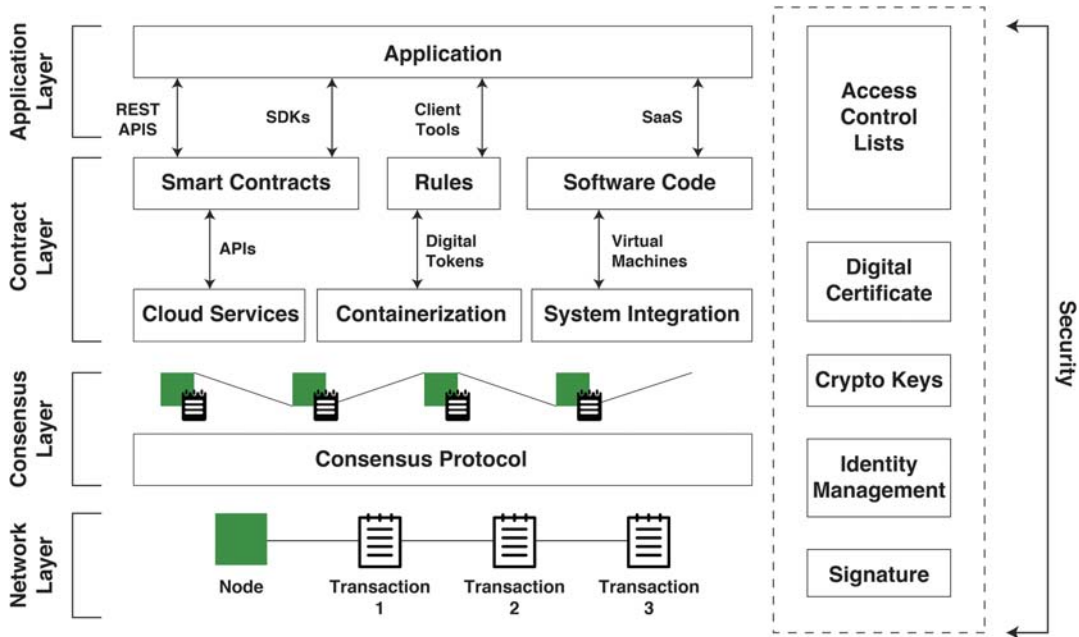 Application
Layer
Application
REST
APIS
SDKs
Client
Tools
SaaS
Contract
Layer
Smart Contracts
Rules
Software Code
APIs
Digital
Tokens
Virtual
Machines
Cloud Services
Containerization
System Integration
Consensus
Layer
Consensus Protocol
Network
Layer
Node
Transaction
1
Transaction
2
Transaction
3
Access
Control
Lists
Digital
Certificate
Crypto Keys
Identity
Management
Signature
Security